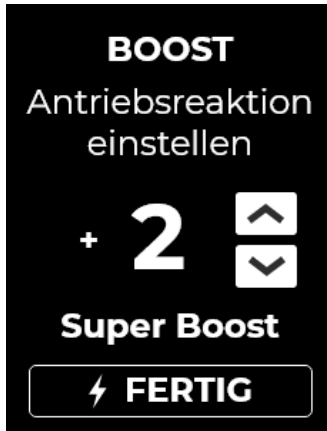 BOOST
Antriebsreaktion
einstellen
+ 2
Super Boost
FERTIG